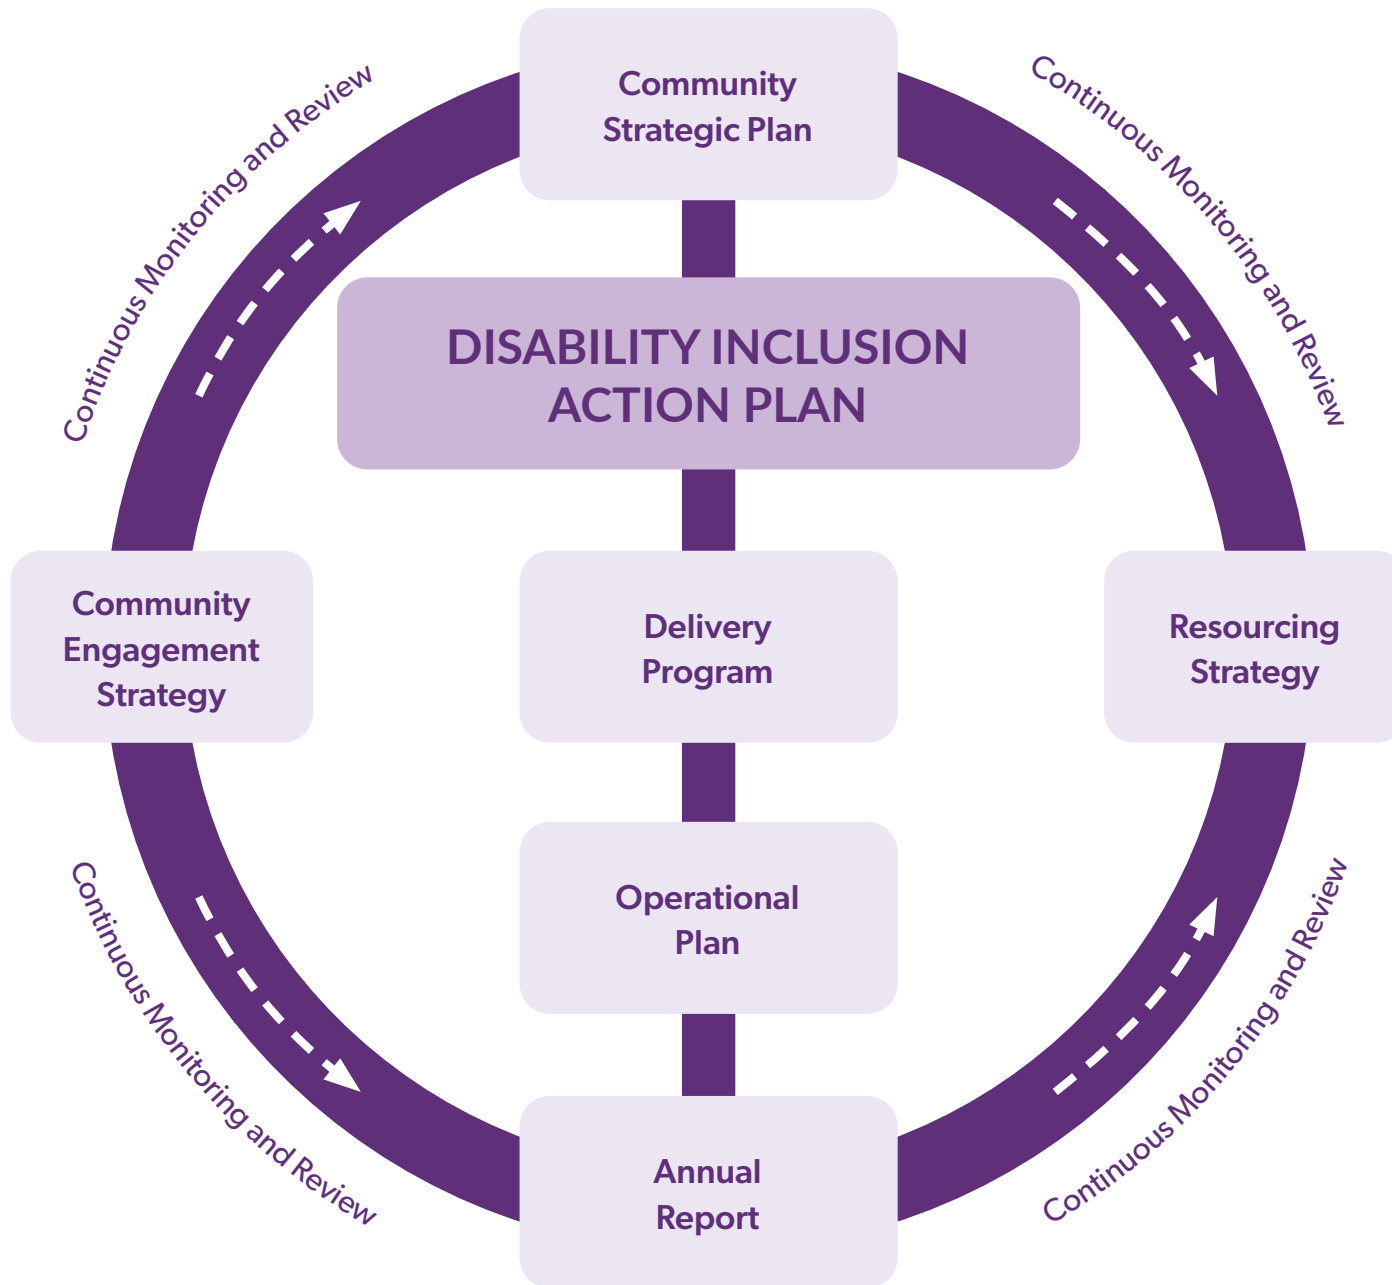 Continuous Monitoring and Review
Community
Strategic Plan
Continuous Monitoring and Review
DISABILITY INCLUSION
ACTION PLAN
Community
Engagement
Strategy
Delivery
Program
Resourcing
Strategy
Operational
Plan
Continuous Monitoring and Review
Annual
Report
Continuous Monitoring and Review